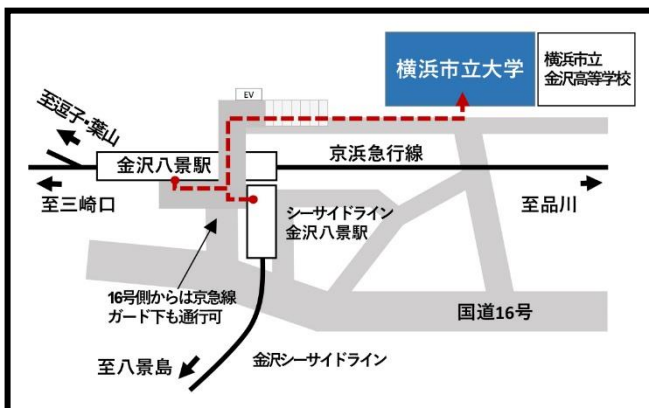 横浜市立大学
横浜市立
金沢高等学校
EV
至逗子・葉山
金沢八景駅
京浜急行線
至三崎口
至品川
シーサイドライン
金沢八景駅
16号側からは京急線
ガード下も通行可
国道16号
至八景島
金沢シーサイドライン